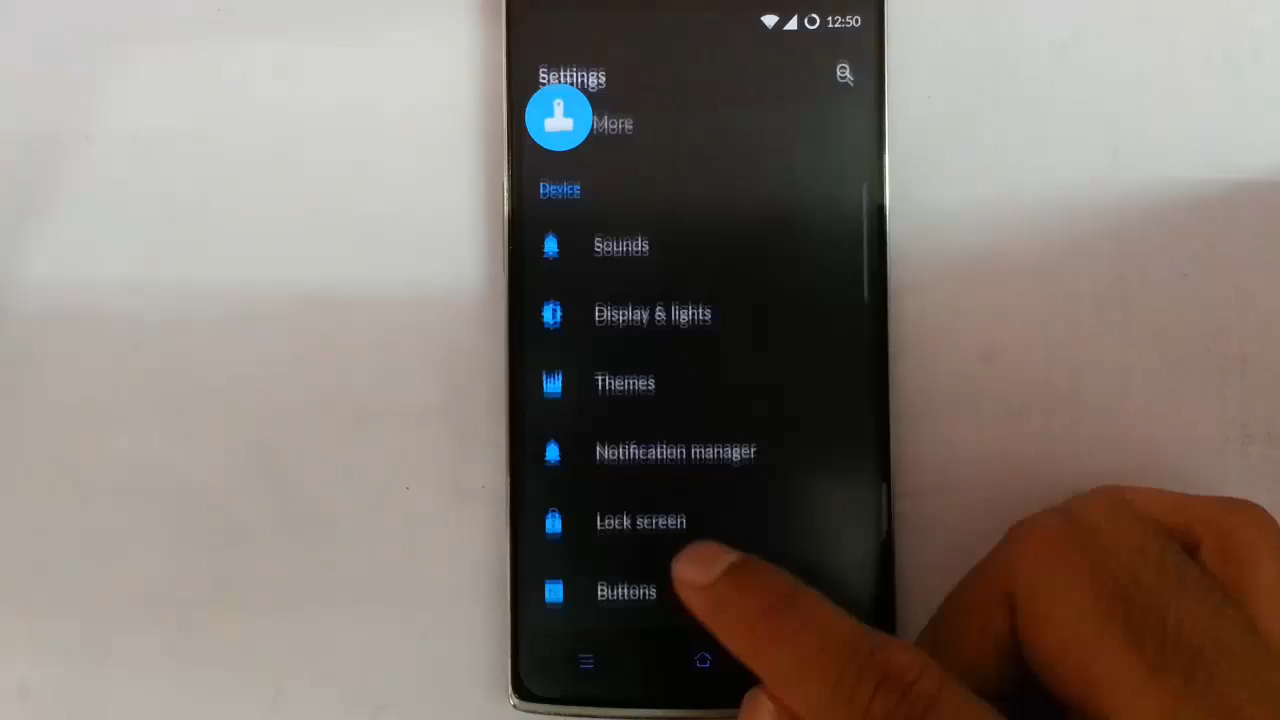 12:50
Settings
More
Device
Sounds
Display & lights
Themes
Notification manager
Lock screen
Buttons